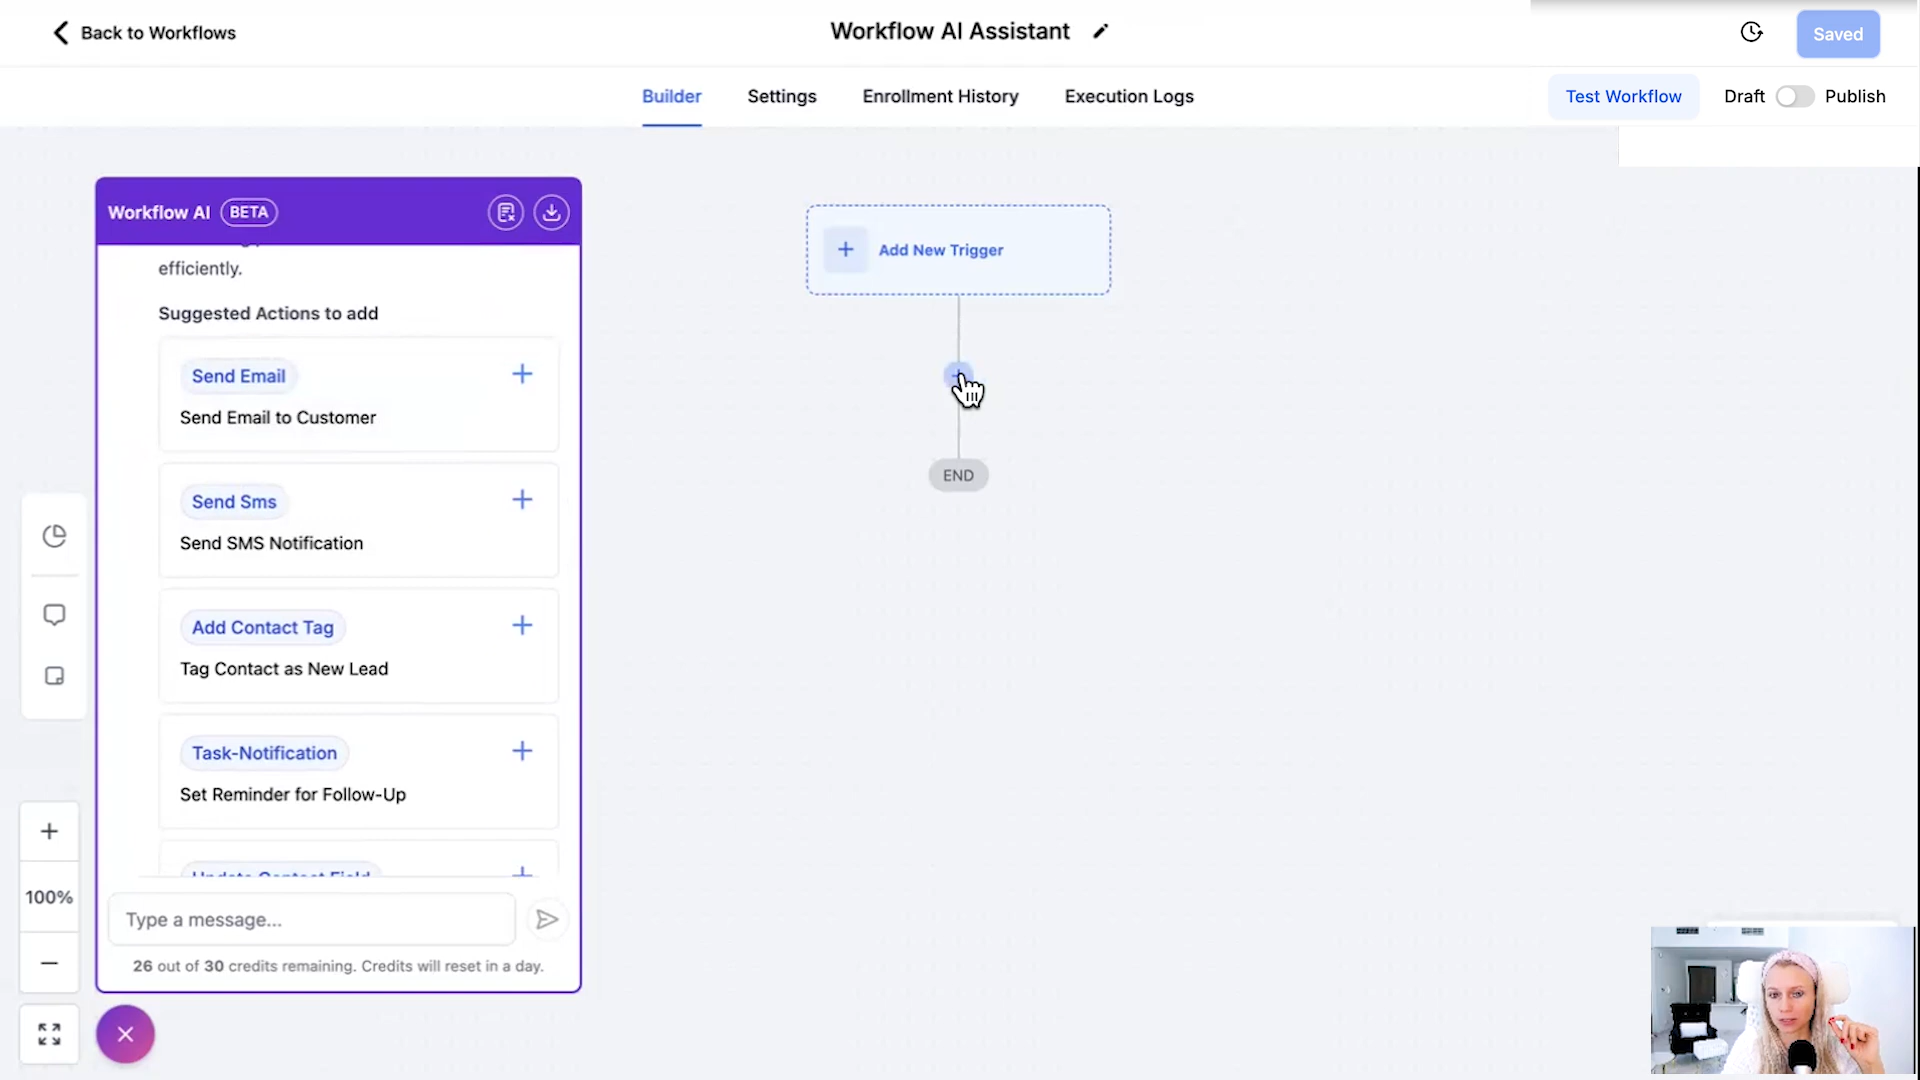 Back to Workflows
Workflow AI Assistant
Saved
Builder
Settings
Enrollment History
Execution Logs
Test Workflow
Draft
Publish
Workflow AI
BETA
efficiently.
Suggested Actions to add
Send Email
Send Email to Customer
Send Sms
Send SMS Notification
Add Contact Tag
Tag Contact as New Lead
Task-Notification
Set Reminder for Follow-Up
Update Contact Field
Type a message...
26 out of 30 credits remaining. Credits will reset in a day.
100%
Add New Trigger
END